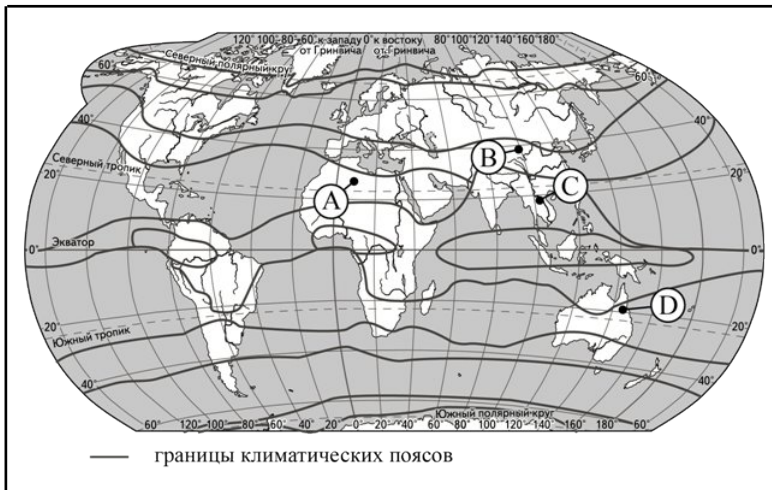 120°100°80°60°к западу 0° к востоку 80°100°120°140°160°180°
от Гринвича от Гринвича
Северный полярный круг
60° 60°
40° 40°
Северный тропик
20° 20°
A
B
C
Экватор
0° 0°
D
20° 20°
Южный тропик
40° 40°
Южный полярный круг
60° 120°100°80° 60° 40° 20° 0° 20° 40° 60° 80°100°120°140°160°180° 60°
границы климатических поясов